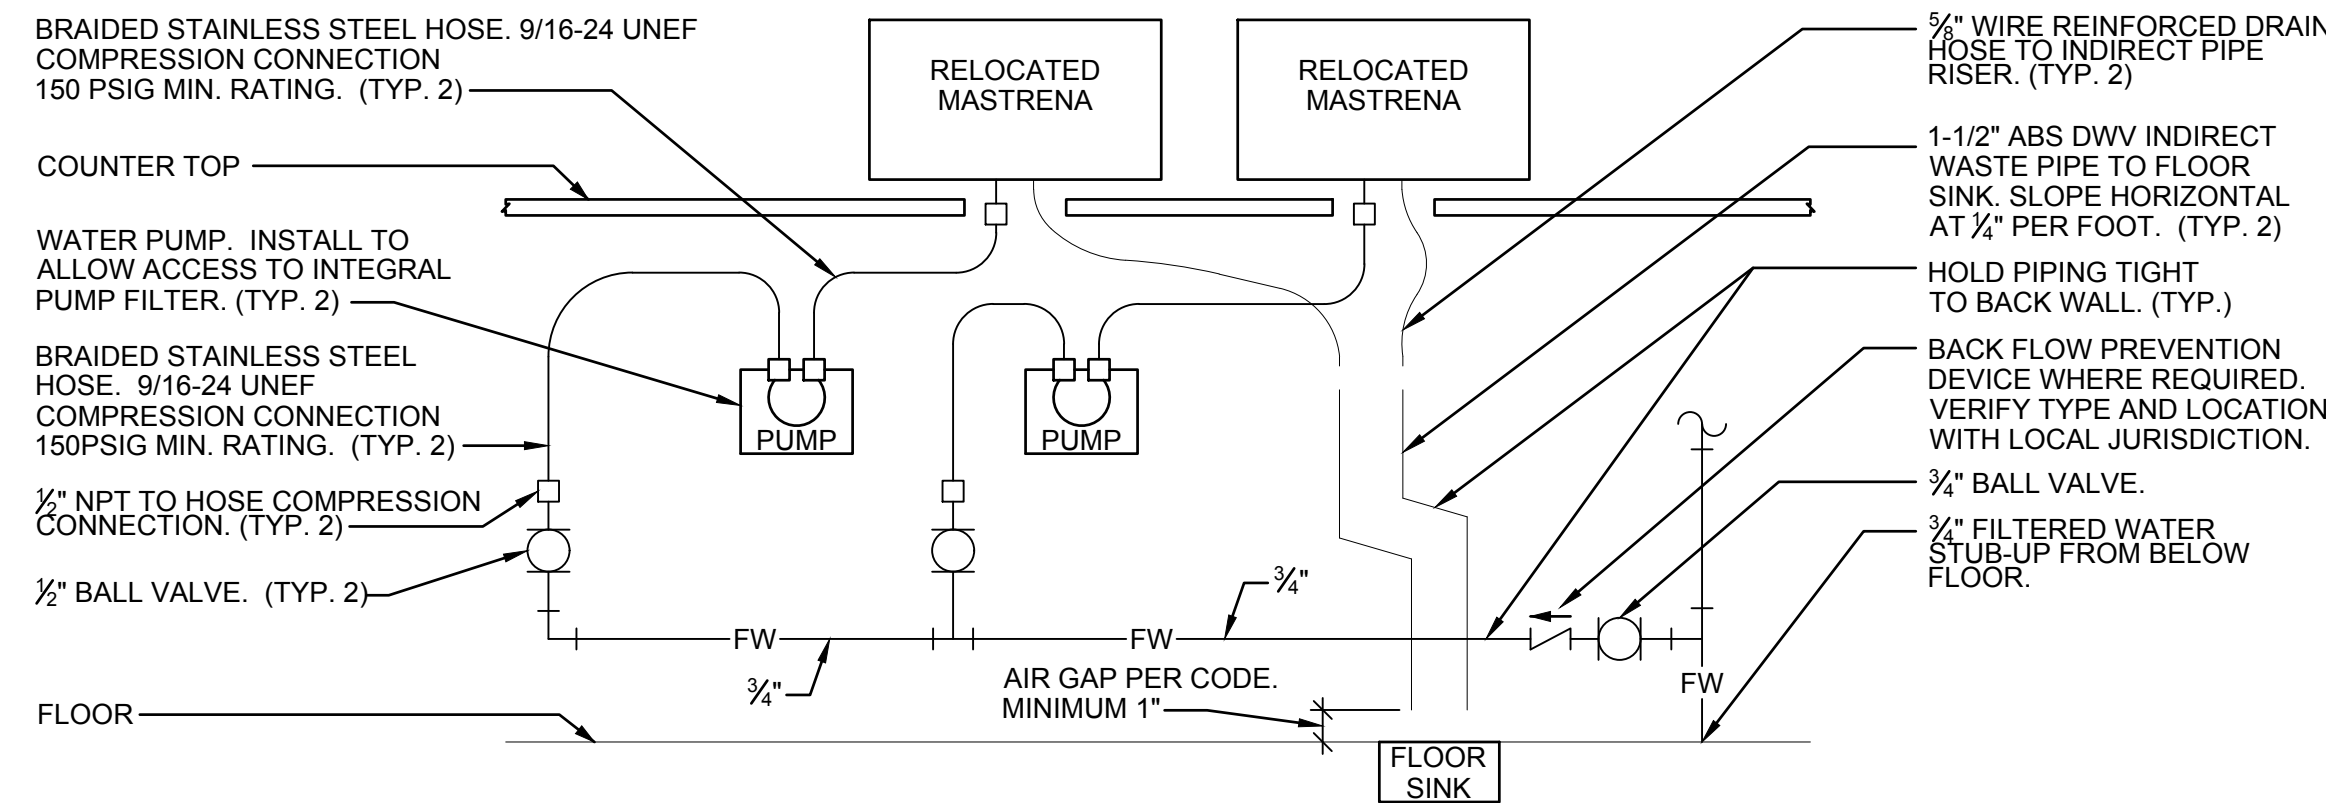 BRAIDED STAINLESS STEEL HOSE. 9/16-24 UNEF
COMPRESSION CONNECTION
150 PSIG MIN. RATING.  (TYP. 2)
COUNTER TOP
WATER PUMP.  INSTALL TO
ALLOW ACCESS TO INTEGRAL
PUMP FILTER. (TYP. 2)
BRAIDED STAINLESS STEEL
HOSE.  9/16-24 UNEF
COMPRESSION CONNECTION
150PSIG MIN. RATING.  (TYP. 2)
½" NPT TO HOSE COMPRESSION
CONNECTION. (TYP. 2)
½" BALL VALVE.  (TYP. 2)
FLOOR
RELOCATED
MASTRENA
RELOCATED
MASTRENA
PUMP
PUMP
FW
FW
¾"
¾"
AIR GAP PER CODE.
MINIMUM 1"
FW
FLOOR
SINK
⅝" WIRE REINFORCED DRAIN
HOSE TO INDIRECT PIPE
RISER. (TYP. 2)
1-1/2" ABS DWV INDIRECT
WASTE PIPE TO FLOOR
SINK. SLOPE HORIZONTAL
AT ¼" PER FOOT.  (TYP. 2)
HOLD PIPING TIGHT
TO BACK WALL. (TYP.)
BACK FLOW PREVENTION
DEVICE WHERE REQUIRED.
VERIFY TYPE AND LOCATION
WITH LOCAL JURISDICTION.
¾" BALL VALVE.
¾" FILTERED WATER
STUB-UP FROM BELOW
FLOOR.